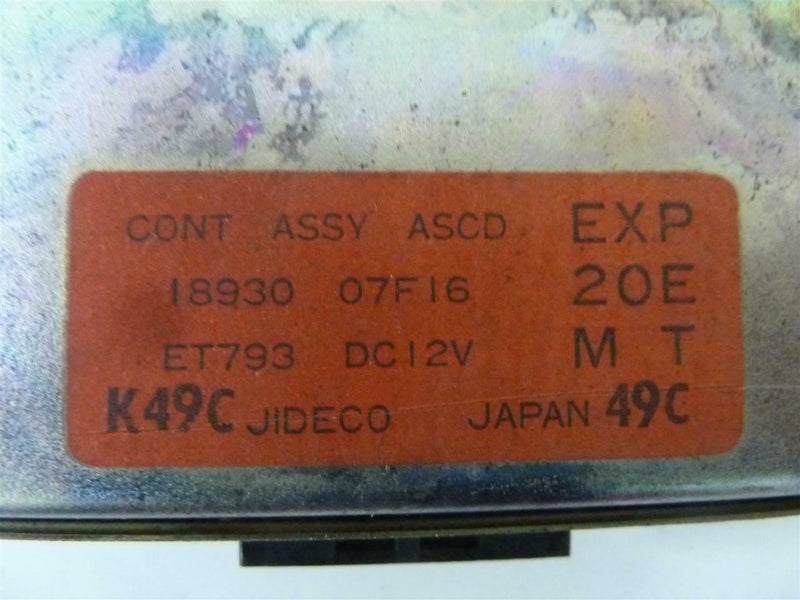 CONT ASSY ASCD EXP
18930 07F16 20E
ET793 DC12V M T
K49C JIDECO JAPAN 49C